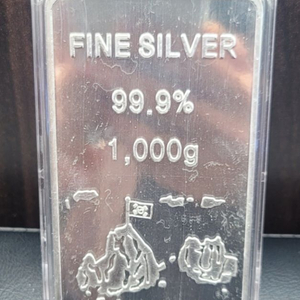 FINE SILVER
99.9%
1,000g